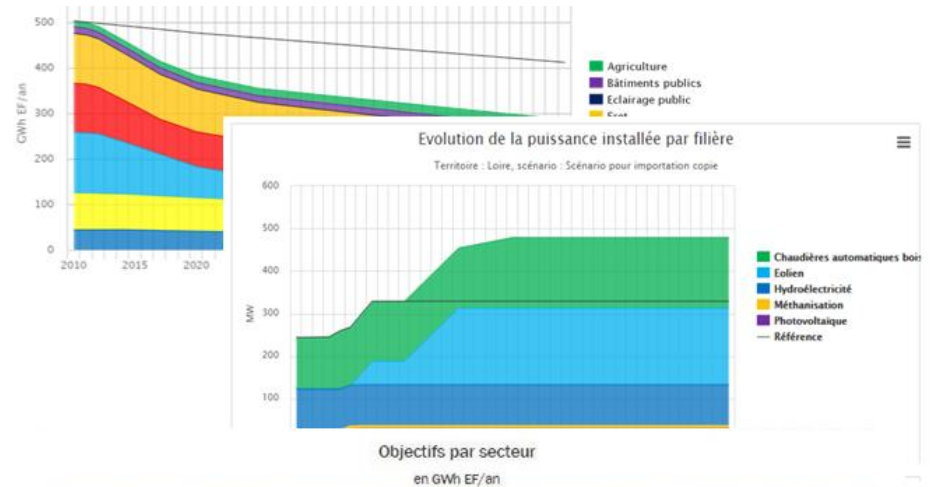 500
400
300
200
100
0
GWh EF/an
2010
2015
2020
Agriculture
Bâtiments publics
Eclairage public
Evolution de la puissance installée par filière
Territoire : Loire, scénario : Scénario pour importation copie
600
500
400
300
200
100
MW
Chaudières automatiques bois
Eolien
Hydroélectricité
Méthanisation
Photovoltaïque
Référence
Objectifs par secteur
en GWh EF/an